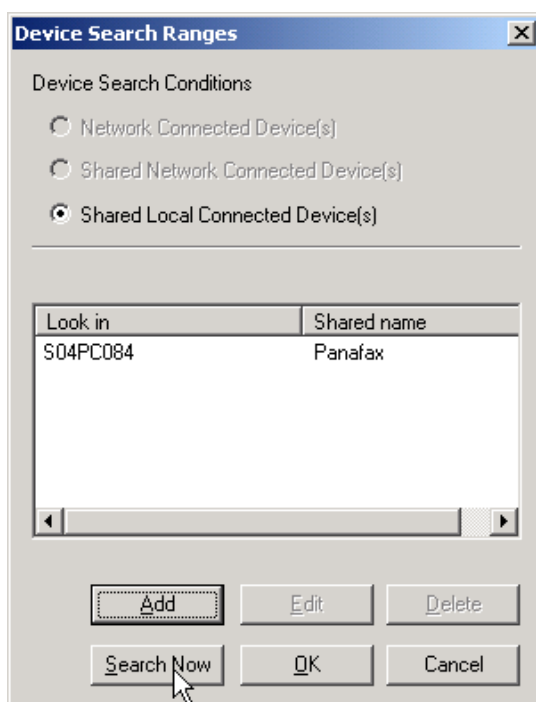 Device Search Ranges
Device Search Conditions
Network Connected Device(s)
Shared Network Connected Device(s)
Shared Local Connected Device(s)
Look in Shared name
S04PC084 Panafax
Add Edit Delete
Search Now OK Cancel